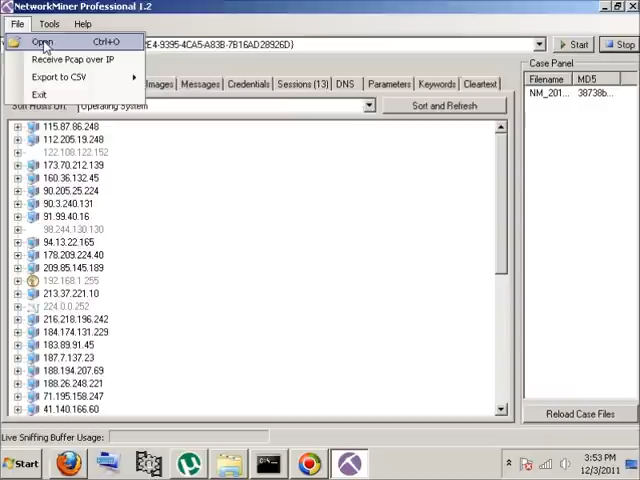 NetworkMiner Professional 1.2
File Tools Help
Open Ctrl+O
Receive Pcap over IP
Export to CSV
Exit
E4-9395-4CA5-A83B-7B16AD28926D}
Start Stop
Images Messages Credentials Sessions (13) DNS Parameters Keywords Cleartext
Sort Hosts On: Operating System
Sort and Refresh
115.87.86.248
112.205.19.248
122.108.122.152
173.70.212.139
160.36.132.45
90.205.25.224
90.3.240.131
91.99.40.16
98.244.130.130
94.13.22.165
178.209.224.40
209.85.145.189
192.168.1.255
213.37.221.10
224.0.0.252
216.218.196.242
184.174.131.229
183.89.91.45
187.7.137.23
188.194.207.69
188.26.248.221
71.195.158.247
41.140.166.60
Case Panel
Filename MD5
NM_201... 38738b...
Reload Case Files
Live Sniffing Buffer Usage:
Start
3:53 PM
12/3/2011